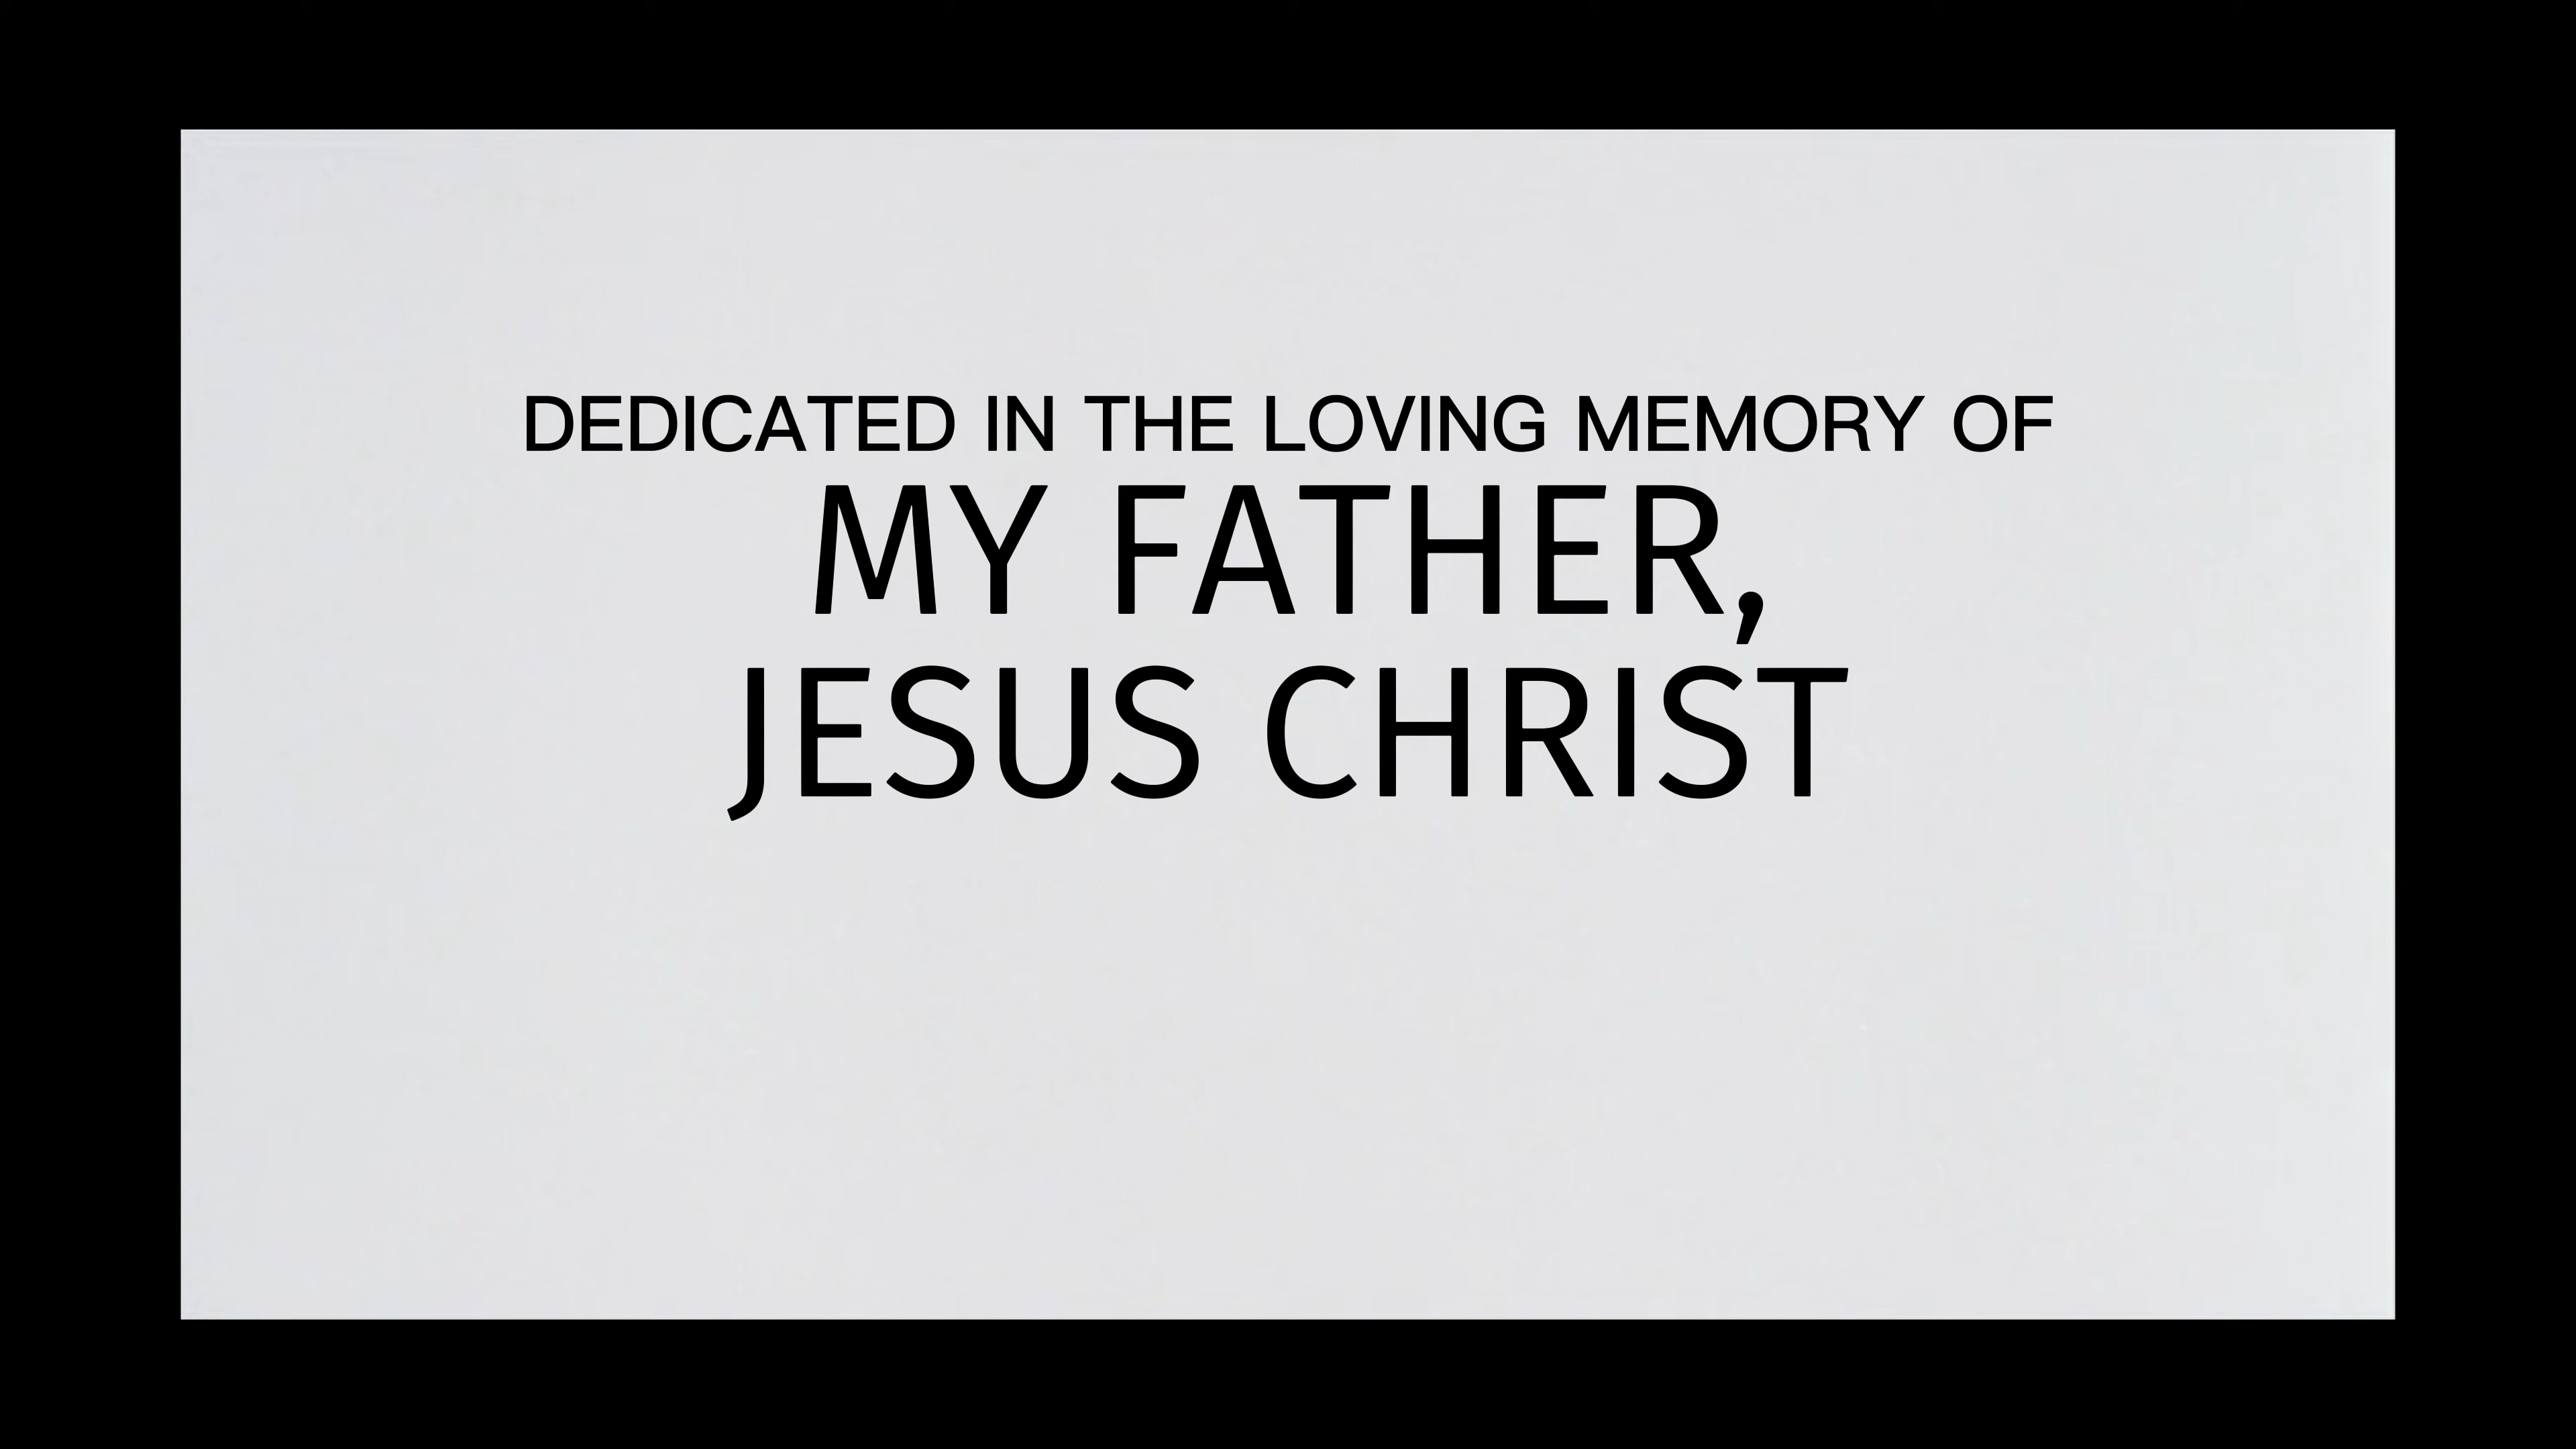 DEDICATED IN THE LOVING MEMORY OF
MY FATHER,
JESUS CHRIST